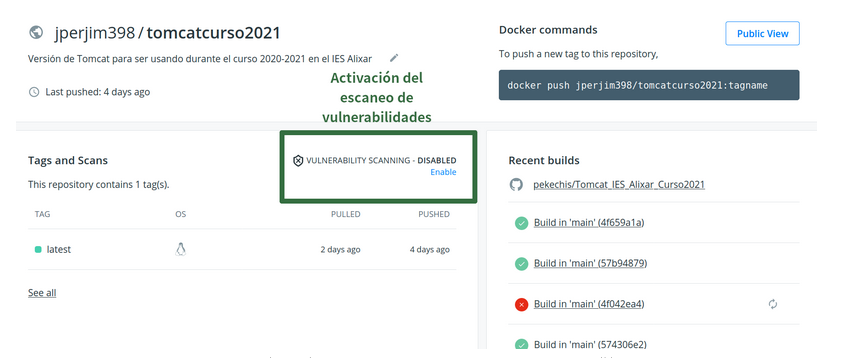 jperjim398 / tomcatcurso2021
Versión de Tomcat para ser usando durante el curso 2020-2021 en el IES Alixar
Last pushed: 4 days ago
Docker commands
Public View
To push a new tag to this repository,
docker push jperjim398/tomcatcurso2021:tagname
Activación del
escaneo de
vulnerabilidades
Tags and Scans
VULNERABILITY SCANNING - DISABLED
Enable
This repository contains 1 tag(s).
TAG OS PULLED PUSHED
latest 2 days ago 4 days ago
See all
Recent builds
pekechis/Tomcat_IES_Alixar_Curso2021
Build in 'main' (4f659a1a)
Build in 'main' (57b94879)
Build in 'main' (4f042ea4)
Build in 'main' (574306e2)